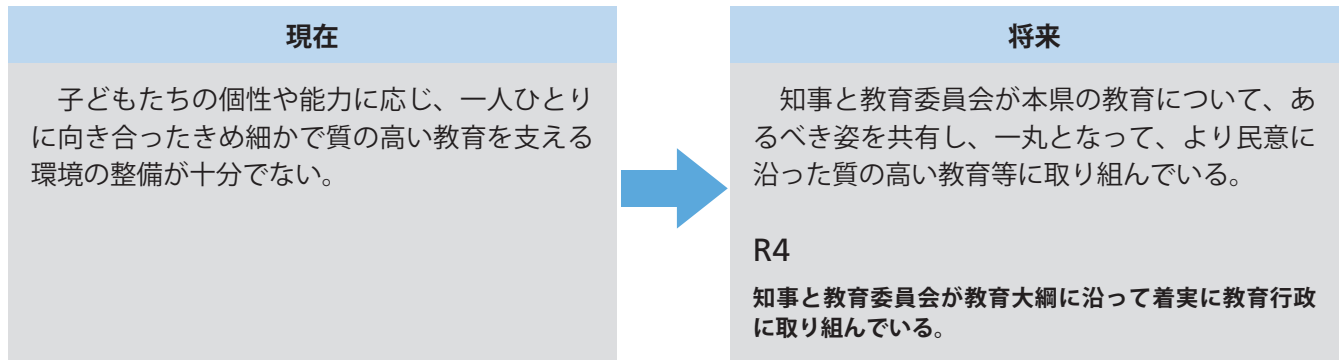 現在
　子どもたちの個性や能力に応じ、一人ひとり
に向き合ったきめ細かで質の高い教育を支える
環境の整備が十分でない。
将来
　知事と教育委員会が本県の教育について、あ
るべき姿を共有し、一丸となって、より民意に
沿った質の高い教育等に取り組んでいる。
R4
知事と教育委員会が教育大綱に沿って着実に教育行政
に取り組んでいる。